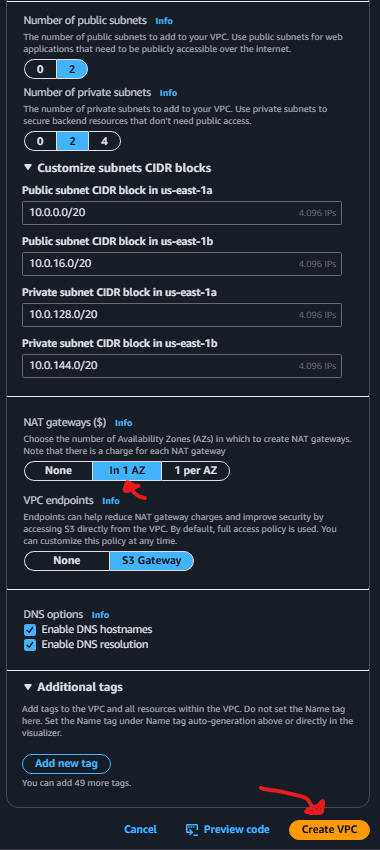 Number of public subnets Info
The number of public subnets to add to your VPC. Use public subnets for web
applications that need to be publicly accessible over the internet.
0 2
Number of private subnets Info
The number of private subnets to add to your VPC. Use private subnets to
secure backend resources that don't need public access.
0 2 4
Customize subnets CIDR blocks
Public subnet CIDR block in us-east-1a
10.0.0.0/20 4.096 IPs
Public subnet CIDR block in us-east-1b
10.0.16.0/20 4.096 IPs
Private subnet CIDR block in us-east-1a
10.0.128.0/20 4.096 IPs
Private subnet CIDR block in us-east-1b
10.0.144.0/20 4.096 IPs
NAT gateways ($) Info
Choose the number of Availability Zones (AZs) in which to create NAT gateways.
Note that there is a charge for each NAT gateway
None In 1 AZ 1 per AZ
VPC endpoints Info
Endpoints can help reduce NAT gateway charges and improve security by
accessing S3 directly from the VPC. By default, full access policy is used. You
can customize this policy at any time.
None S3 Gateway
DNS options Info
Enable DNS hostnames
Enable DNS resolution
Additional tags
Add tags to the VPC and all resources within the VPC. Do not set the Name tag
here. Set the Name tag under Name tag auto-generation above or directly in the
visualizer.
Add new tag
You can add 49 more tags.
Cancel Preview code Create VPC